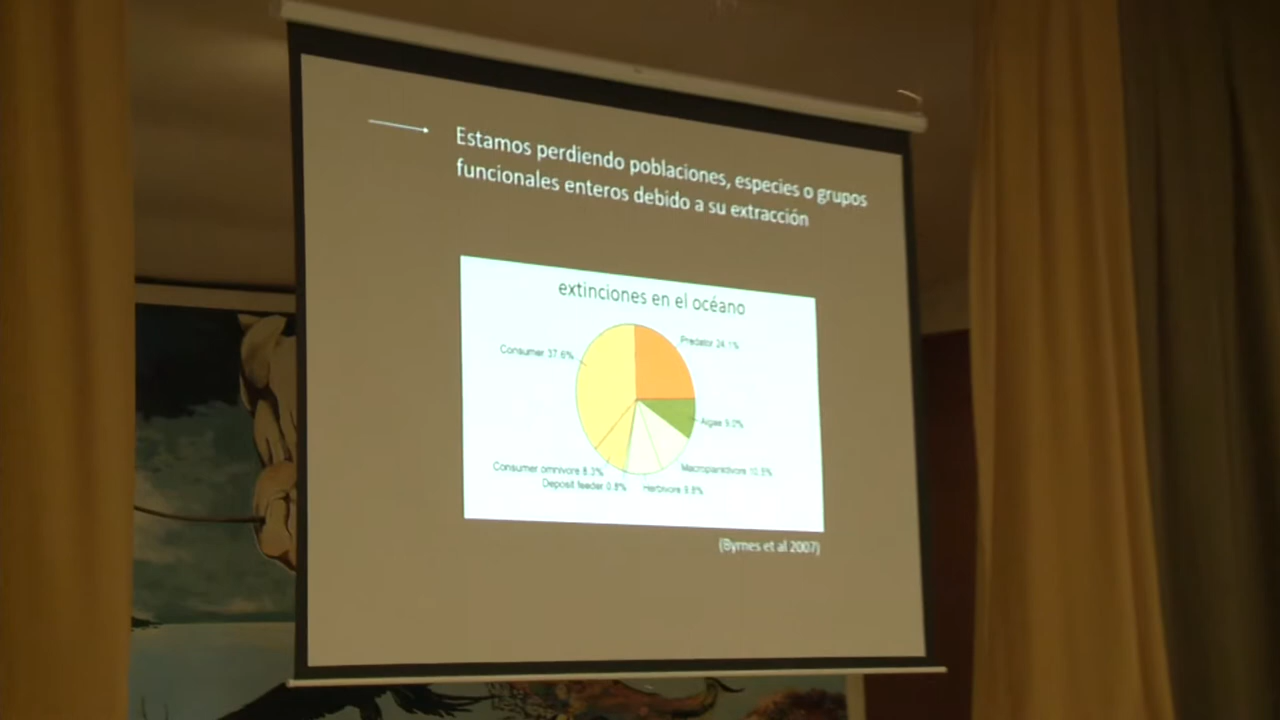 Estamos perdiendo poblaciones, especies o grupos
funcionales enteros debido a su extracción
extinciones en el océano
Consumer 37.6%
Predator 24.1%
Algae 9.0%
Consumer omnivore 8.3%
Macroplanktivore 10.5%
Deposit feeder 0.8%
Herbivore 9.8%
(Byrnes et al 2007)